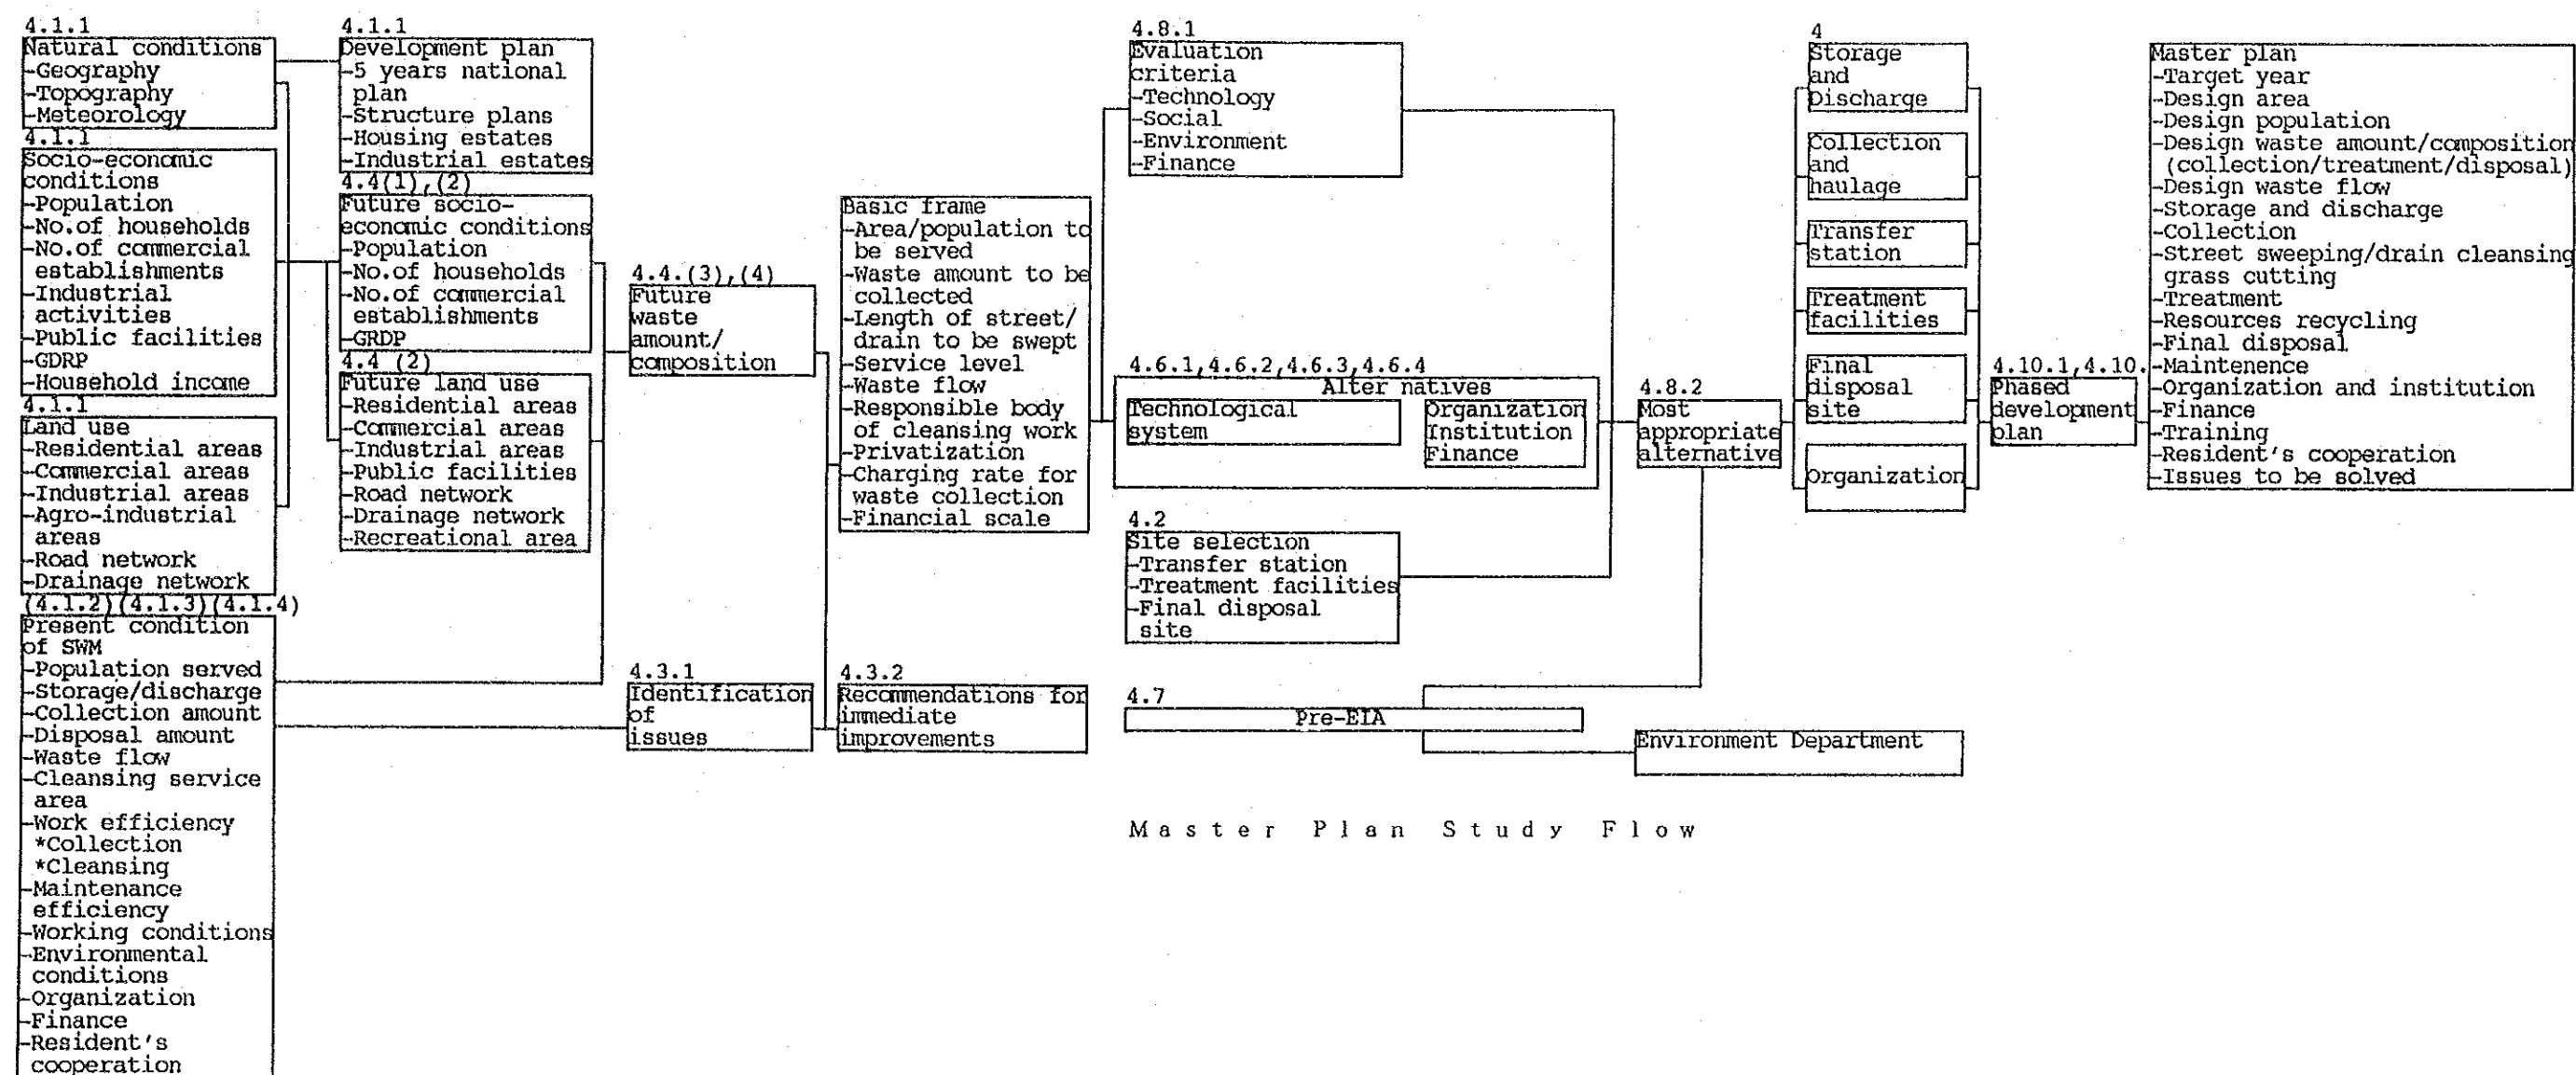 4.1.1
Natural conditions
-Geography
-Topography
-Meteorology
4.1.1
Socio-economic
conditions
-Population
-No.of households
-No.of commercial
establishments
-Industrial
activities
-Public facilities
-GDRP
-Household income
4.1.1
Land use
-Residential areas
-Commercial areas
-Industrial areas
-Agro-industrial
areas
-Road network
-Drainage network
(4.1.2)(4.1.3)(4.1.4)
Present condition
of SWM
-Population served
-Storage/discharge
-Collection amount
-Disposal amount
-Waste flow
-Cleansing service
area
-Work efficiency
*Collection
*Cleansing
-Maintenance
efficiency
-Working conditions
-Environmental
conditions
-Organization
-Finance
-Resident's
cooperation
4.1.1
Development plan
-5 years national
plan
-Structure plans
-Housing estates
-Industrial estates
4.4(1),(2)
Future socio-
economic conditions
-Population
-No.of households
-No.of commercial
establishments
-GRDP
4.4 (2)
Future land use
-Residential areas
-Commercial areas
-Industrial areas
-Public facilities
-Road network
-Drainage network
-Recreational area
4.4.(3),(4)
Future
waste
amount/
composition
4.3.1
Identification
of
issues
Basic frame
-Area/population to
be served
-Waste amount to be
collected
-Length of street/
drain to be swept
-Service level
-Waste flow
-Responsible body
of cleansing work
-Privatization
-Charging rate for
waste collection
-Financial scale
4.3.2
Recommendations for
immediate
improvements
4.8.1
Evaluation
criteria
-Technology
-Social
-Environment
-Finance
4.6.1,4.6.2,4.6.3,4.6.4
Alter natives
Technological
system
Organization
Institution
Finance
4.2
Site selection
-Transfer station
-Treatment facilities
-Final disposal
site
4.7
Pre-EIA
Environment Department
4.8.2
Most
appropriate
alternative
4
Storage
and
Discharge
Collection
and
haulage
Transfer
station
Treatment
facilities
Final
disposal
site
Organization
4.10.1,4.10.
Phased
development
plan
Master plan
-Target year
-Design area
-Design population
-Design waste amount/composition
(collection/treatment/disposal)
-Design waste flow
-Storage and discharge
-Collection
-Street sweeping/drain cleansing
grass cutting
-Treatment
-Resources recycling
-Final disposal
-Maintenence
-Organization and institution
-Finance
-Training
-Resident's cooperation
-Issues to be solved
Master Plan Study Flow